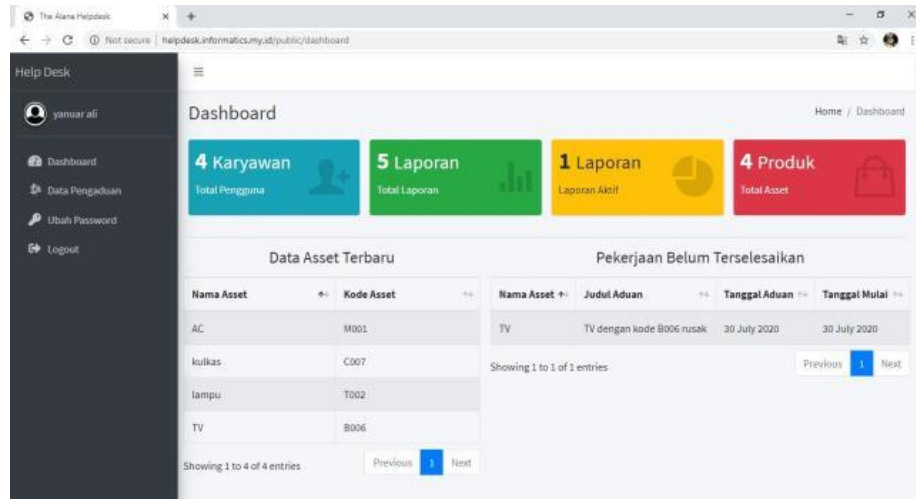 The Alana Helpdesk
Not secure | helpdesk.informatics.my.id/public/dashboard
Help Desk
yanuar ali
Dashboard
Data Pengaduan
Ubah Password
Logout
Dashboard
Home / Dashboard
4 Karyawan
Total Pengguna
5 Laporan
Total Laporan
1 Laporan
Laporan Aktif
4 Produk
Total Asset
Data Asset Terbaru
Nama Asset Kode Asset
AC M001
kulkas C007
lampu T002
TV B006
Showing 1 to 4 of 4 entries
Previous 1 Next
Pekerjaan Belum Terselesaikan
Nama Asset Judul Aduan Tanggal Aduan Tanggal Mulai
TV TV dengan kode B006 rusak 30 July 2020 30 July 2020
Showing 1 to 1 of 1 entries
Previous 1 Next